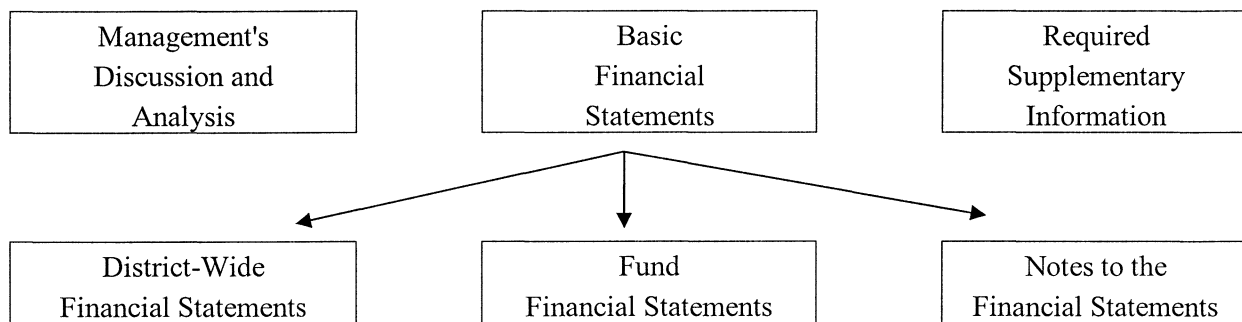 Management's
Discussion and
Analysis
Basic
Financial
Statements
Required
Supplementary
Information
District-Wide
Financial Statements
Fund
Financial Statements
Notes to the
Financial Statements